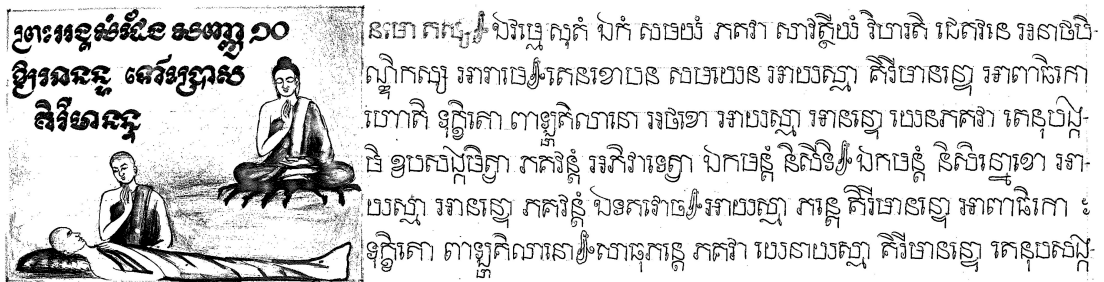 ព្រះអង្គសំដែង សញ្ញា ១០
ឱ្យអានន្ទ ទៅប្រាស
គិរិមានន្ទ
នមោ តស្ស ឯវម្មេ សុតំ ឯកំ សមយំ ភគវា សាវត្ថិយំ វិហារតិ ជេតវនេ អនាថបិ-
ណ្ឌិកស្ស អារាមេ តេនខោបន សមយេន អាយស្មា គិរិមានន្ទោ អាពាធិកោ
ហោតិ ទុក្ខិតោ ពាឡ្ហគិលានោ អថខោ អាយស្មា អានន្ទោ យេនភគវា តេនុបង្ក-
មិ ឧបសង្កមិត្វា ភគវន្តំ អភិវាទេត្វា ឯកមន្តំ និសីទិ ឯកមន្តំ និសិន្នោខោ អា-
យស្មា អានន្ទោ ភគវន្តំ ឯទតវោច អាយស្មា ភន្តេ គិរិមានន្ទោ អាពាធិកោ ៖
ទុក្ខិតោ ពាឡ្ហគិលានោ សាធុភន្តេ ភគវា យេនាយស្មា គិរិមានន្ទោ តេនុបសង្ក-